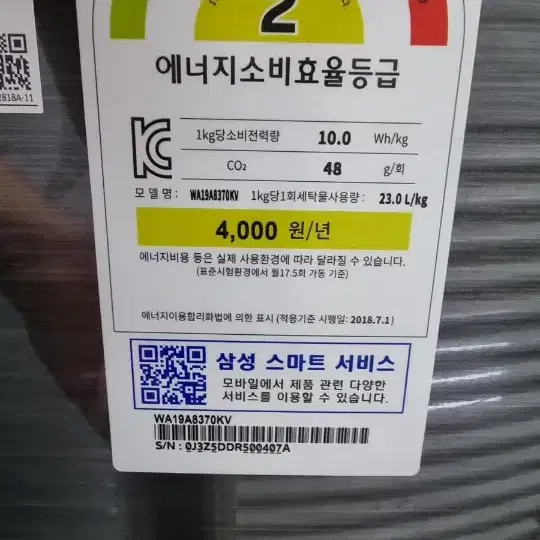 2
에너지소비효율등급
1kg당소비전력량 10.0 Wh/kg
CO₂ 48 g/회
모델명: WA19A8370KV 1kg당1회세탁물사용량: 23.0 L/kg
4,000 원/년
에너지비용 등은 실제 사용환경에 따라 달라질 수 있습니다.
(표준시험환경에서 월17.5회 가동 기준)
에너지이용합리화법에 의한 표시 (적용기준 시행일: 2018.7.1)
삼성 스마트 서비스
모바일에서 제품 관련 다양한
서비스를 이용할 수 있습니다.
WA19A8370KV
S/N : 0J3Z5DDR500407A
2818A-11